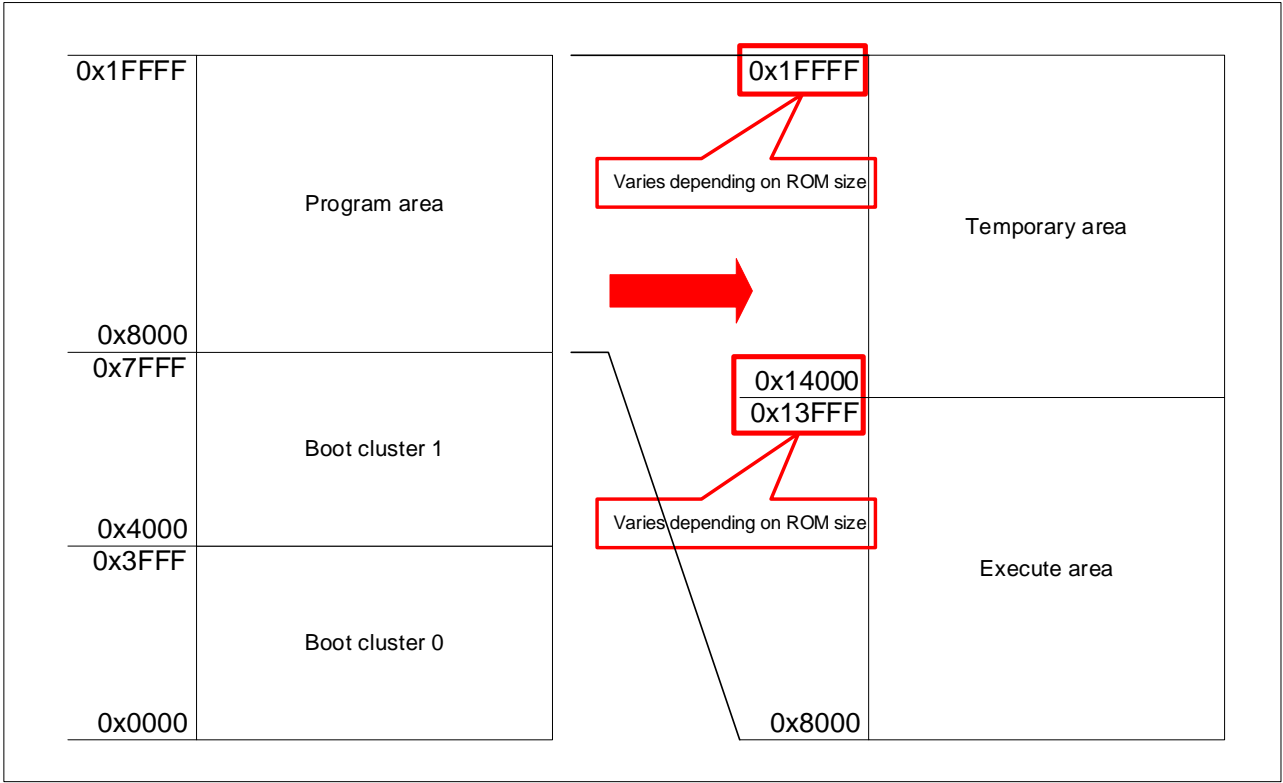 0x1FFFF
Program area
0x8000
0x7FFF
Boot cluster 1
0x4000
0x3FFF
Boot cluster 0
0x0000
0x1FFFF
Varies depending on ROM size
Temporary area
0x14000
0x13FFF
Varies depending on ROM size
Execute area
0x8000